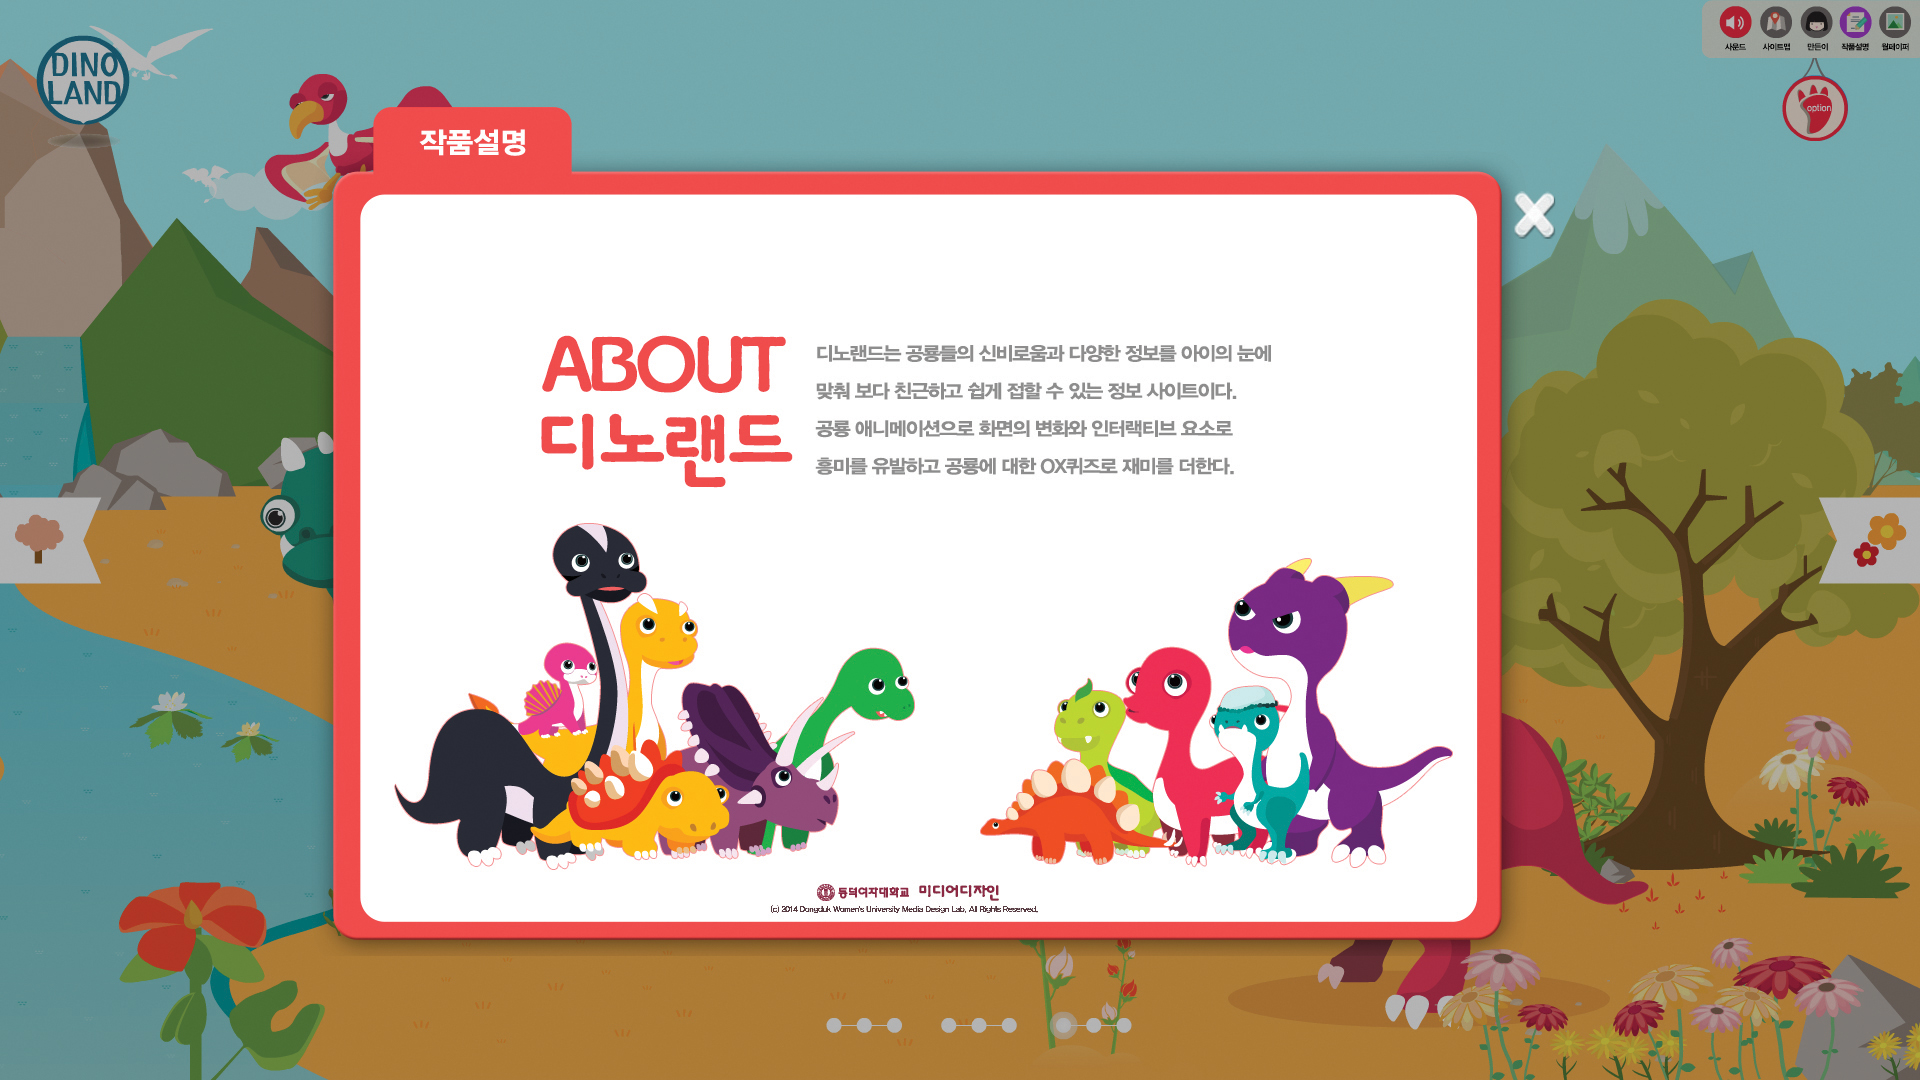 DINO
LAND
사운드
사이트맵
만든이
작품설명
월페이퍼
option
작품설명
ABOUT
디노랜드
디노랜드는 공룡들의 신비로움과 다양한 정보를 아이의 눈에
맞춰 보다 친근하고 쉽게 접할 수 있는 정보 사이트이다.
공룡 애니메이션으로 화면의 변화와 인터랙티브 요소로
흥미를 유발하고 공룡에 대한 OX퀴즈로 재미를 더한다.
동덕여자대학교 미디어디자인
(c) 2014 Dongduk Women's University Media Design Lab, All Rights Reserved.